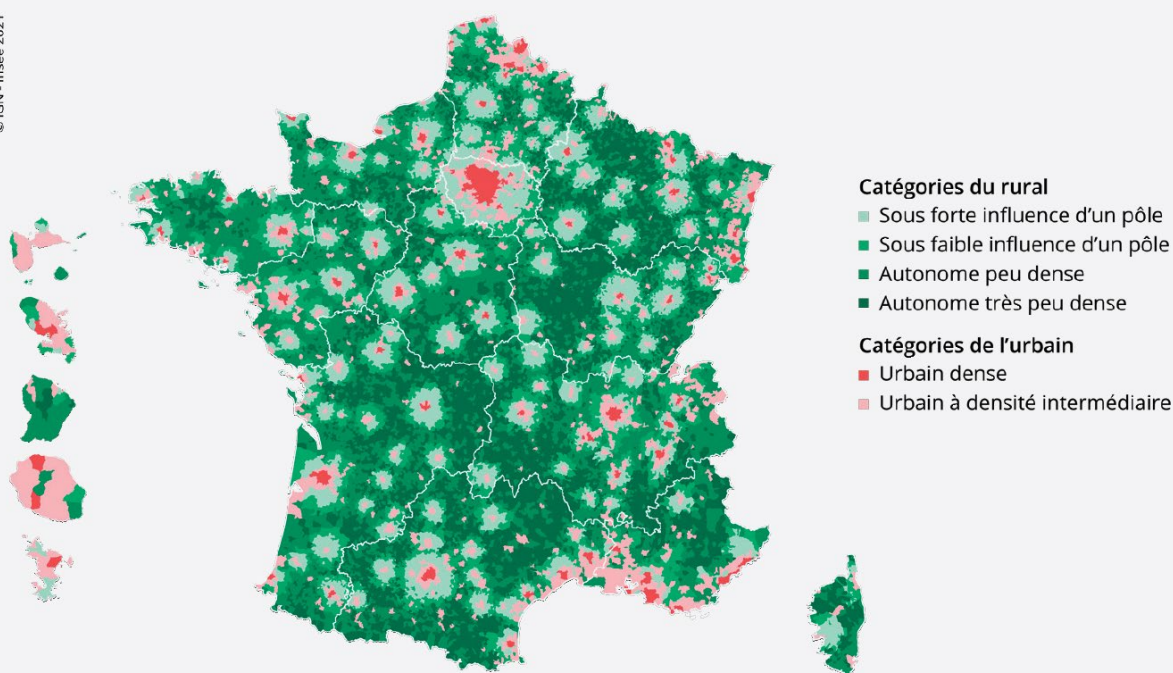 © IGN - Insee 2021
Catégories du rural
Sous forte influence d'un pôle
Sous faible influence d'un pôle
Autonome peu dense
Autonome très peu dense
Catégories de l'urbain
Urbain dense
Urbain à densité intermédiaire